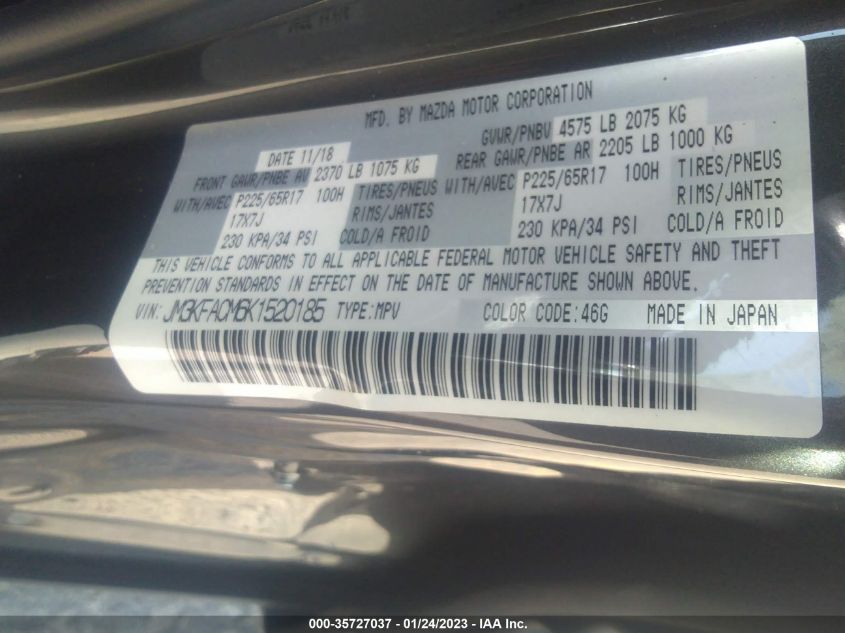 MFD. BY MAZDA MOTOR CORPORATION
DATE 11/18 GVWR/PNBV 4575 LB 2075 KG
FRONT GAWR/PNBE AV 2370 LB 1075 KG REAR GAWR/PNBE AR 2205 LB 1000 KG
WITH/AVEC P225/65R17 100H TIRES/PNEUS WITH/AVEC P225/65R17 100H TIRES/PNEUS
17X7J RIMS/JANTES 17X7J RIMS/JANTES
230 KPA/34 PSI COLD/A FROID 230 KPA/34 PSI COLD/A FROID
THIS VEHICLE CONFORMS TO ALL APPLICABLE FEDERAL MOTOR VEHICLE SAFETY AND THEFT
PREVENTION STANDARDS IN EFFECT ON THE DATE OF MANUFACTURE SHOWN ABOVE.
VIN: JM3KFACM6K1520185 TYPE:MPV COLOR CODE:46G MADE IN JAPAN
000-35727037 - 01/24/2023 - IAA Inc.